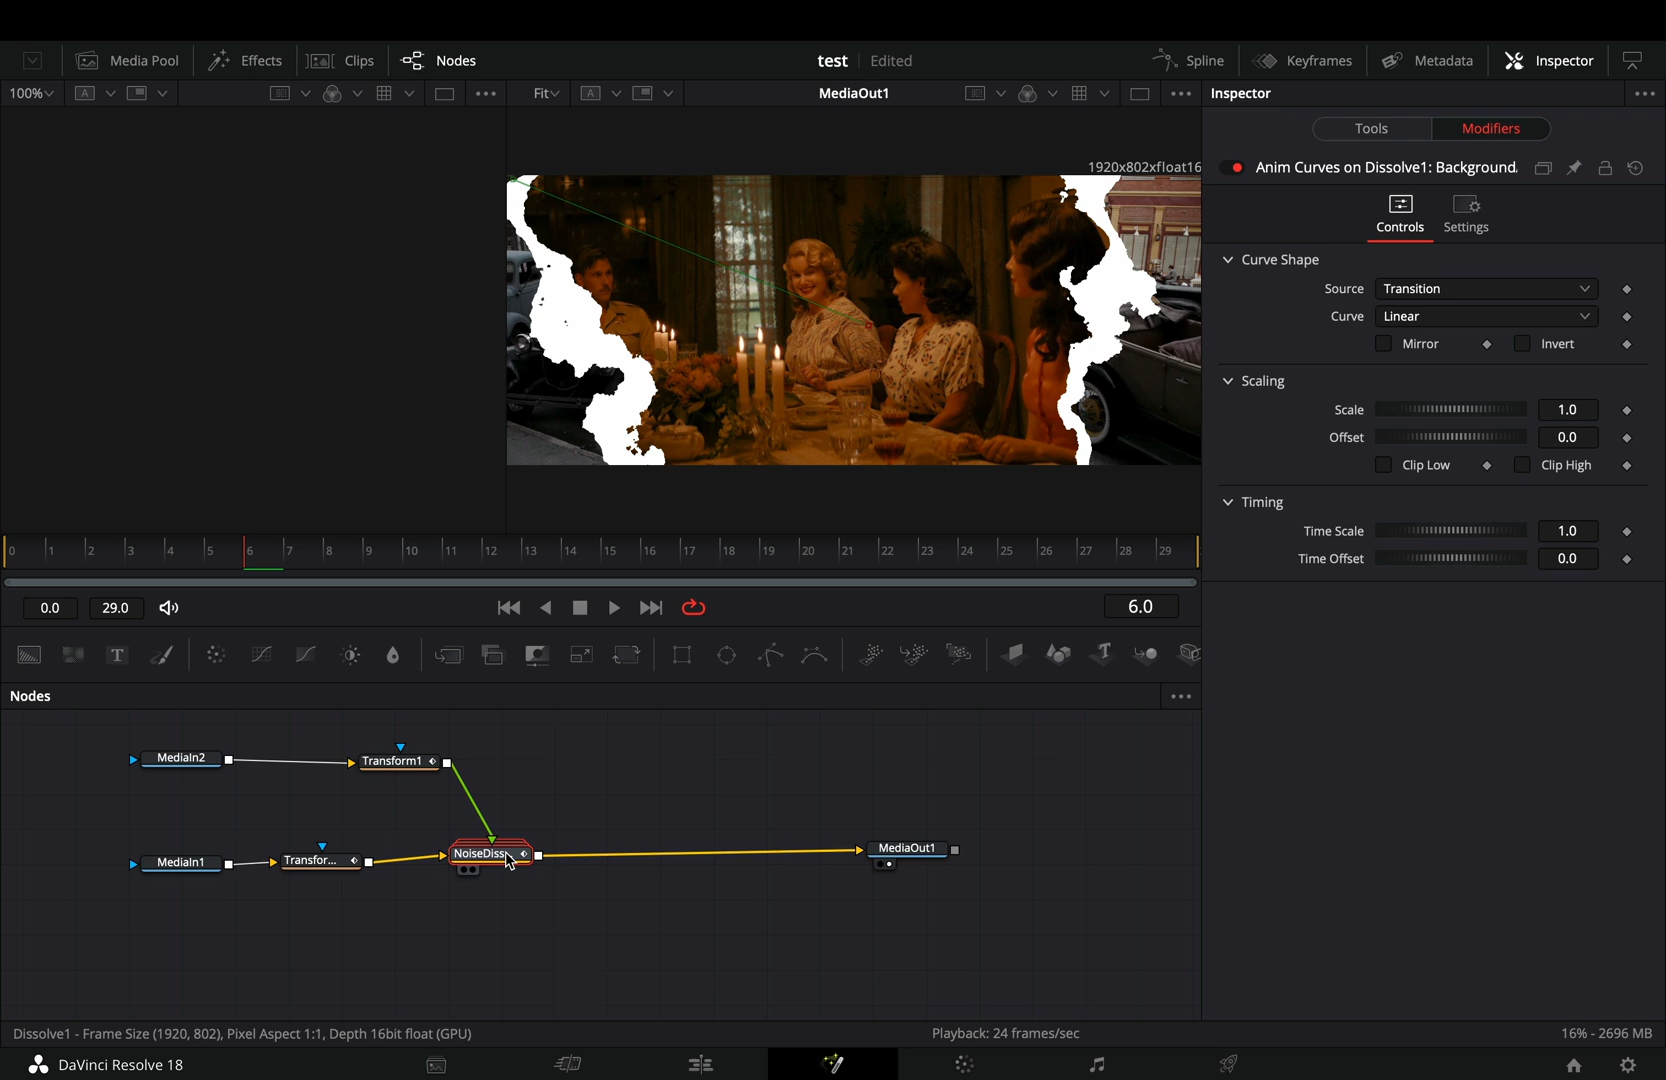 Media Pool
Effects
Clips
Nodes
test
Edited
Spline
Keyframes
Metadata
Inspector
100%
A
Fit
A
MediaOut1
Inspector
Tools
Modifiers
1920x802xfloat16
Anim Curves on Dissolve1: Background.
Controls
Settings
Curve Shape
Source
Transition
Curve
Linear
Mirror
Invert
Scaling
Scale
1.0
Offset
0.0
Clip Low
Clip High
Timing
Time Scale
1.0
Time Offset
0.0
0 1 2 3 4 5 6 7 8 9 10 11 12 13 14 15 16 17 18 19 20 21 22 23 24 25 26 27 28 29
0.0
29.0
6.0
T
T
Nodes
MediaIn2
Transform1
MediaIn1
Transfor...
NoiseDiss
MediaOut1
Dissolve1 - Frame Size (1920, 802), Pixel Aspect 1:1, Depth 16bit float (GPU)
Playback: 24 frames/sec
16% - 2696 MB
DaVinci Resolve 18